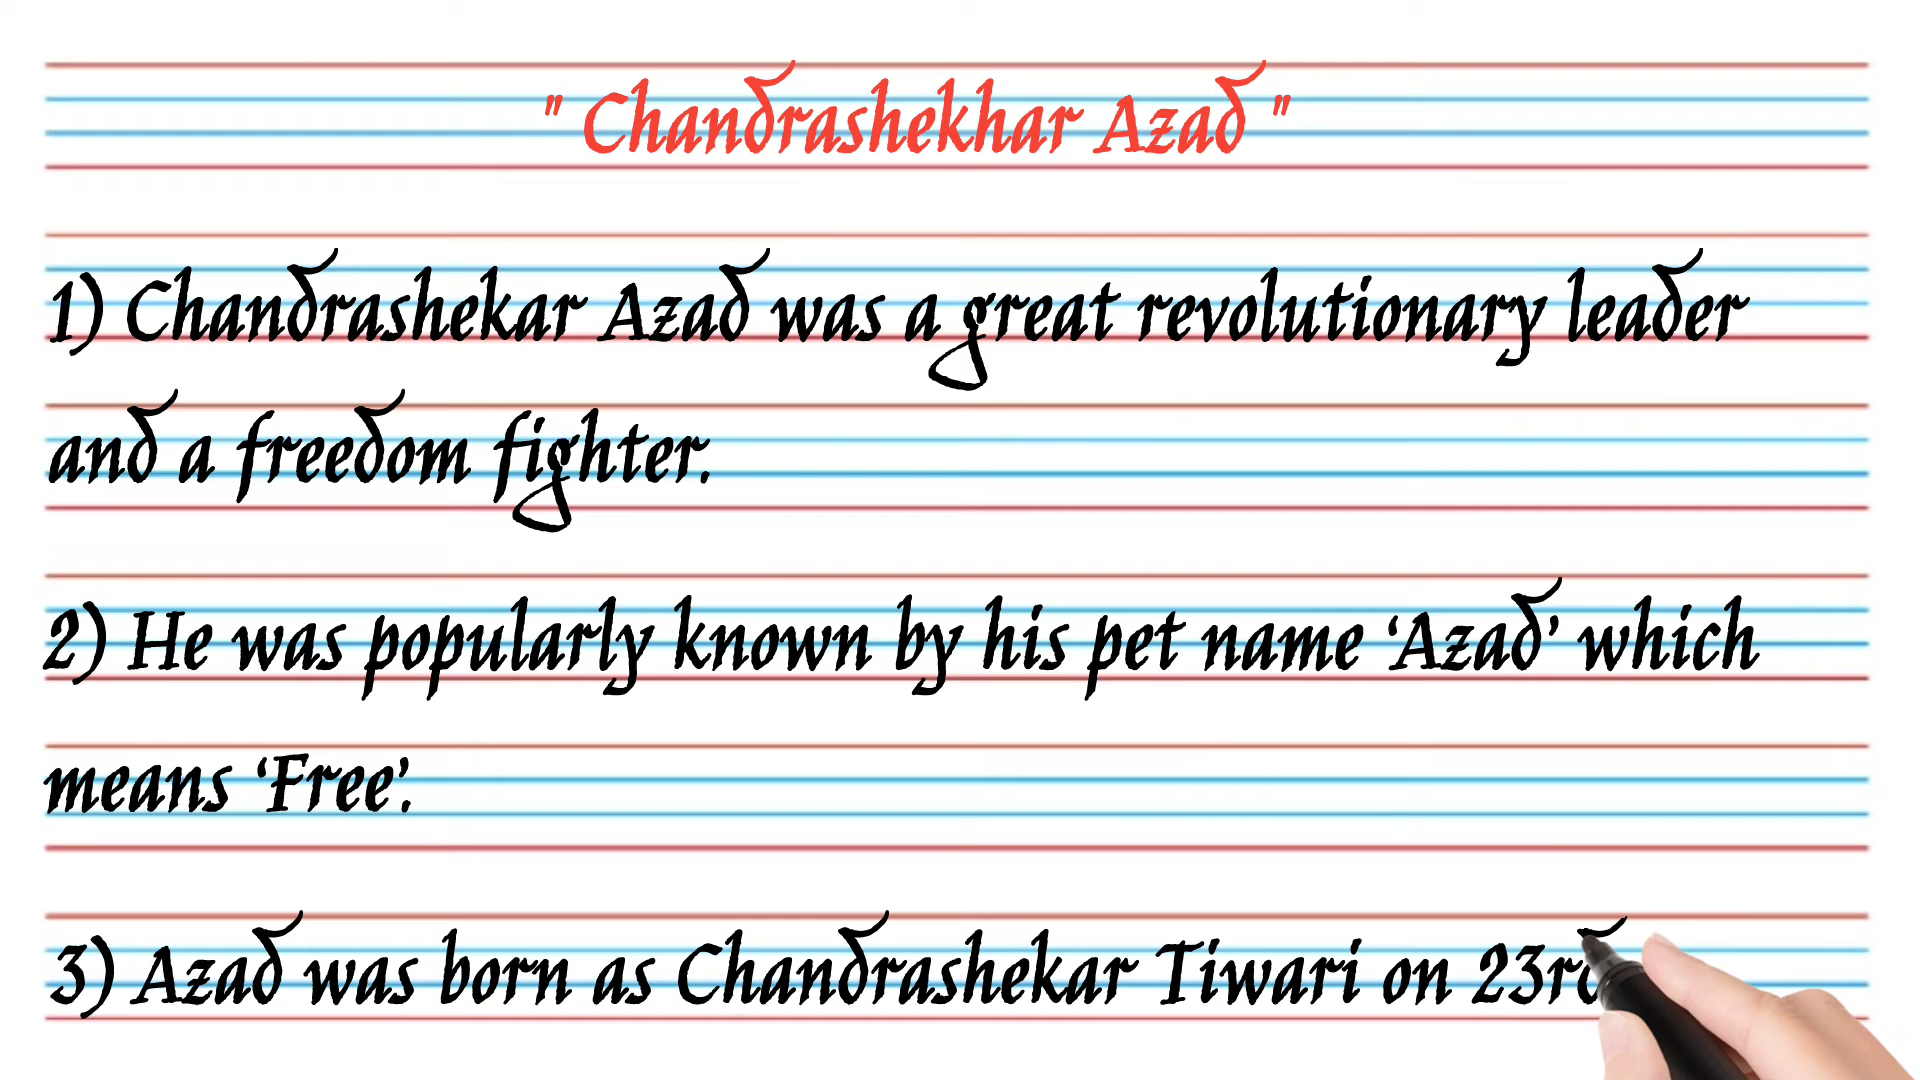 " Chandrashekhar Azad "
1) Chandrashekar Azad was a great revolutionary leader
and a freedom fighter.
2) He was popularly known by his pet name ‘Azad’ which
means ‘Free’.
3) Azad was born as Chandrashekar Tiwari on 23rd